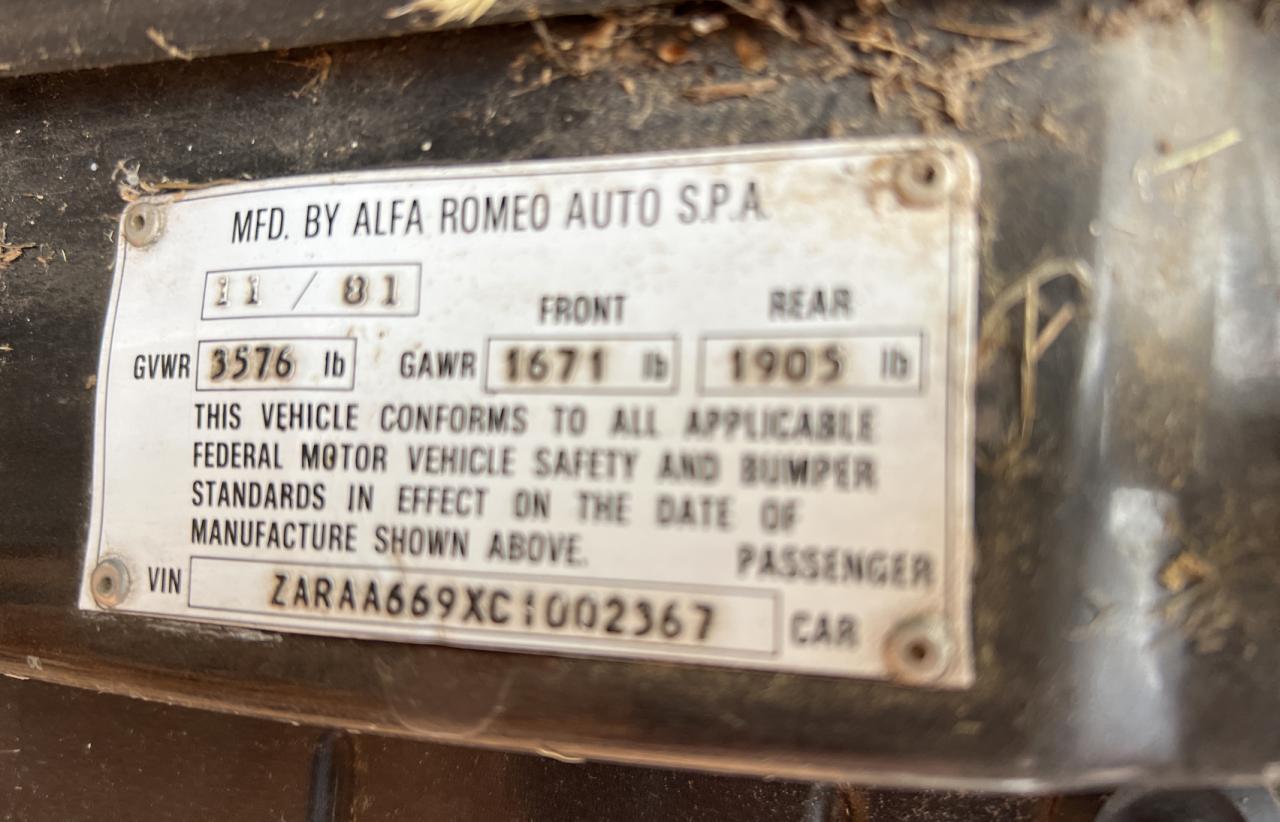 MFD. BY ALFA ROMEO AUTO S.P.A.
11 / 81
FRONT REAR
GVWR 3576 lb GAWR 1671 lb 1905 lb
THIS VEHICLE CONFORMS TO ALL APPLICABLE
FEDERAL MOTOR VEHICLE SAFETY AND BUMPER
STANDARDS IN EFFECT ON THE DATE OF
MANUFACTURE SHOWN ABOVE.
PASSENGER
VIN ZARAA669XC1002367 CAR